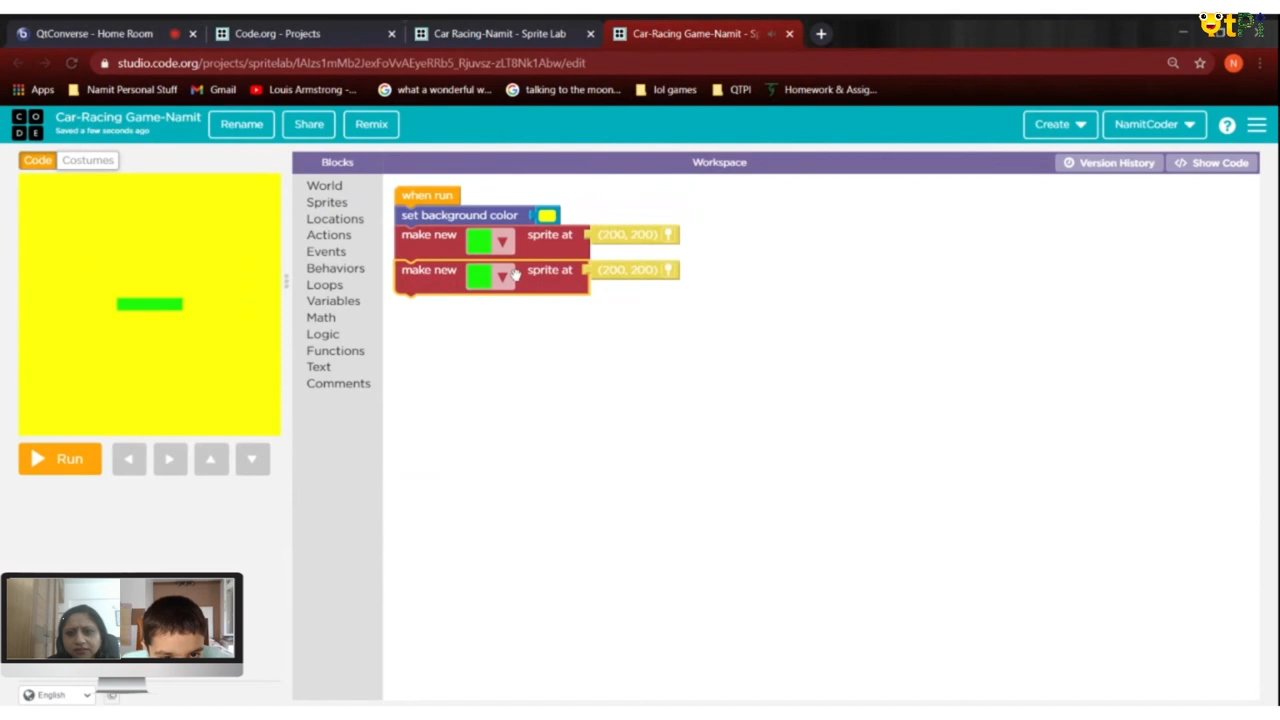 QtPi
QtConverse - Home Room
Code.org - Projects
Car Racing-Namit - Sprite Lab
Car-Racing Game-Namit - Sp
studio.code.org/projects/spritelab/lAIzs1mMb2JexFoVvAEyeRRb5_Rjuvsz-zLT8Nk1Abw/edit
N
Apps
Namit Personal Stuff
Gmail
Louis Armstrong -...
what a wonderful w...
talking to the moon...
lol games
QTPI
Homework & Assig...
CODE
Car-Racing Game-Namit
Saved a few seconds ago
Rename
Share
Remix
Create
NamitCoder
Code
Costumes
Blocks
Workspace
Version History
Show Code
World
Sprites
Locations
Actions
Events
Behaviors
Loops
Variables
Math
Logic
Functions
Text
Comments
when run
set background color
make new sprite at (200, 200)
make new sprite at (200, 200)
Run
English